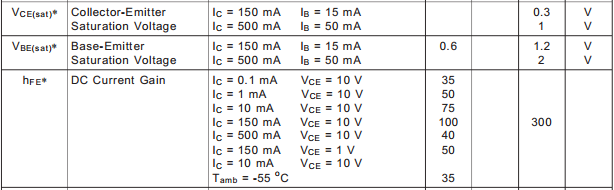 VCE(sat)* Collector-Emitter IC = 150 mA IB = 15 mA 0.3 V
Saturation Voltage IC = 500 mA IB = 50 mA 1 V
VBE(sat)* Base-Emitter IC = 150 mA IB = 15 mA 0.6 1.2 V
Saturation Voltage IC = 500 mA IB = 50 mA 2 V
hFE* DC Current Gain IC = 0.1 mA VCE = 10 V 35
IC = 1 mA VCE = 10 V 50
IC = 10 mA VCE = 10 V 75
IC = 150 mA VCE = 10 V 100 300
IC = 500 mA VCE = 10 V 40
IC = 150 mA VCE = 1 V 50
IC = 10 mA VCE = 10 V
Tamb = -55 °C 35